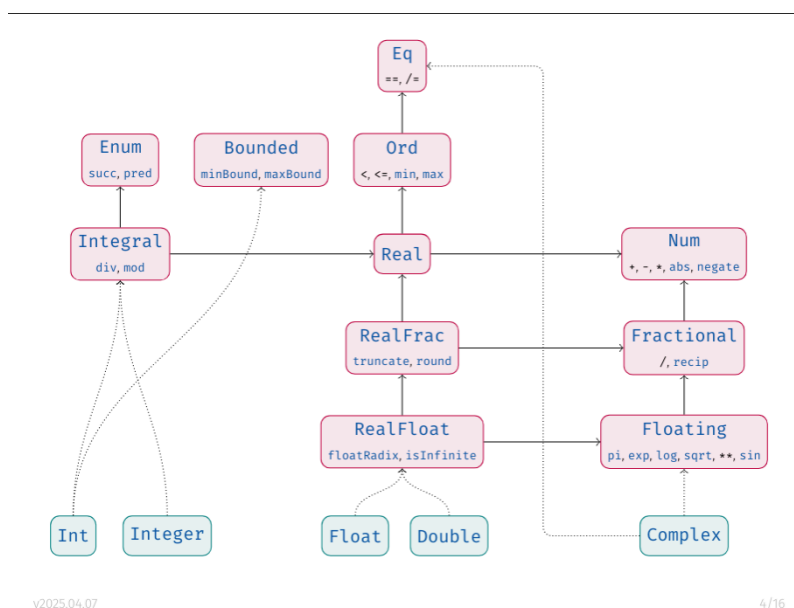 Eq
==, /=
Enum
succ, pred
Bounded
minBound, maxBound
Ord
<, <=, min, max
Integral
div, mod
Real
Num
*, -, *, abs, negate
RealFrac
truncate, round
Fractional
/, recip
RealFloat
floatRadix, isInfinite
Floating
pi, exp, log, sqrt, **, sin
Int
Integer
Float
Double
Complex
v2025.04.07
4/16